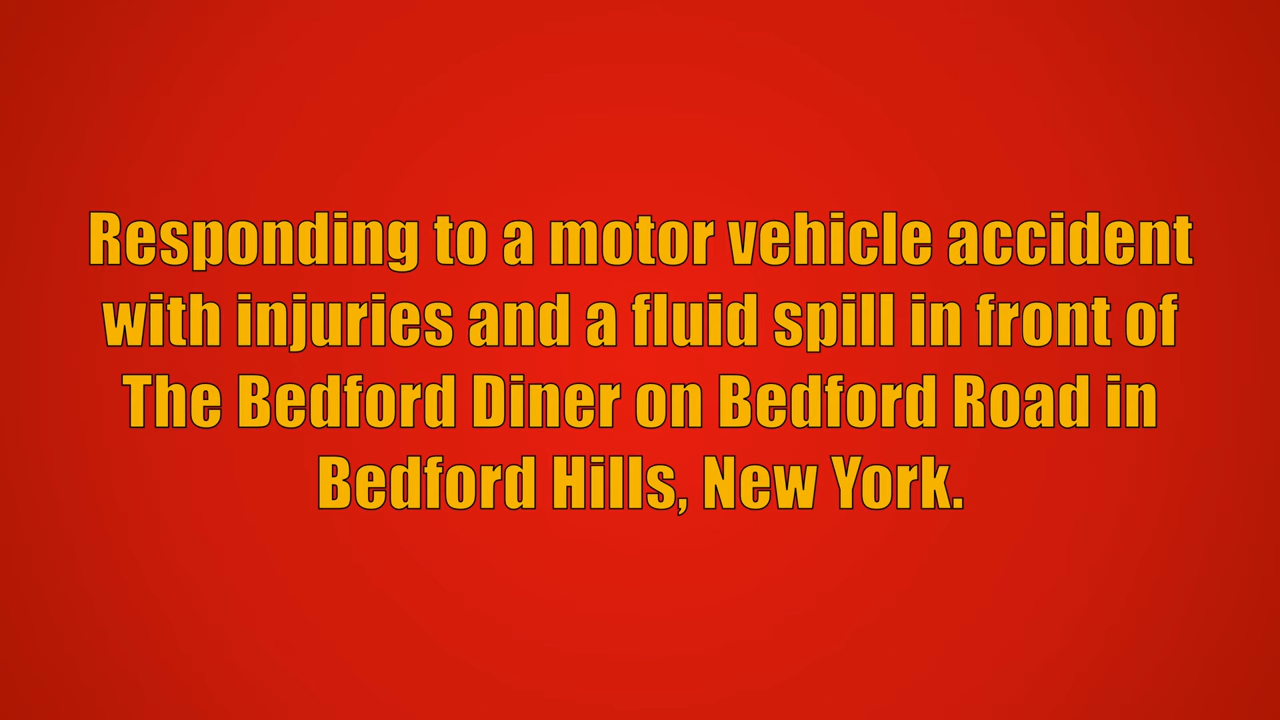 Responding to a motor vehicle accident
with injuries and a fluid spill in front of
The Bedford Diner on Bedford Road in
Bedford Hills, New York.